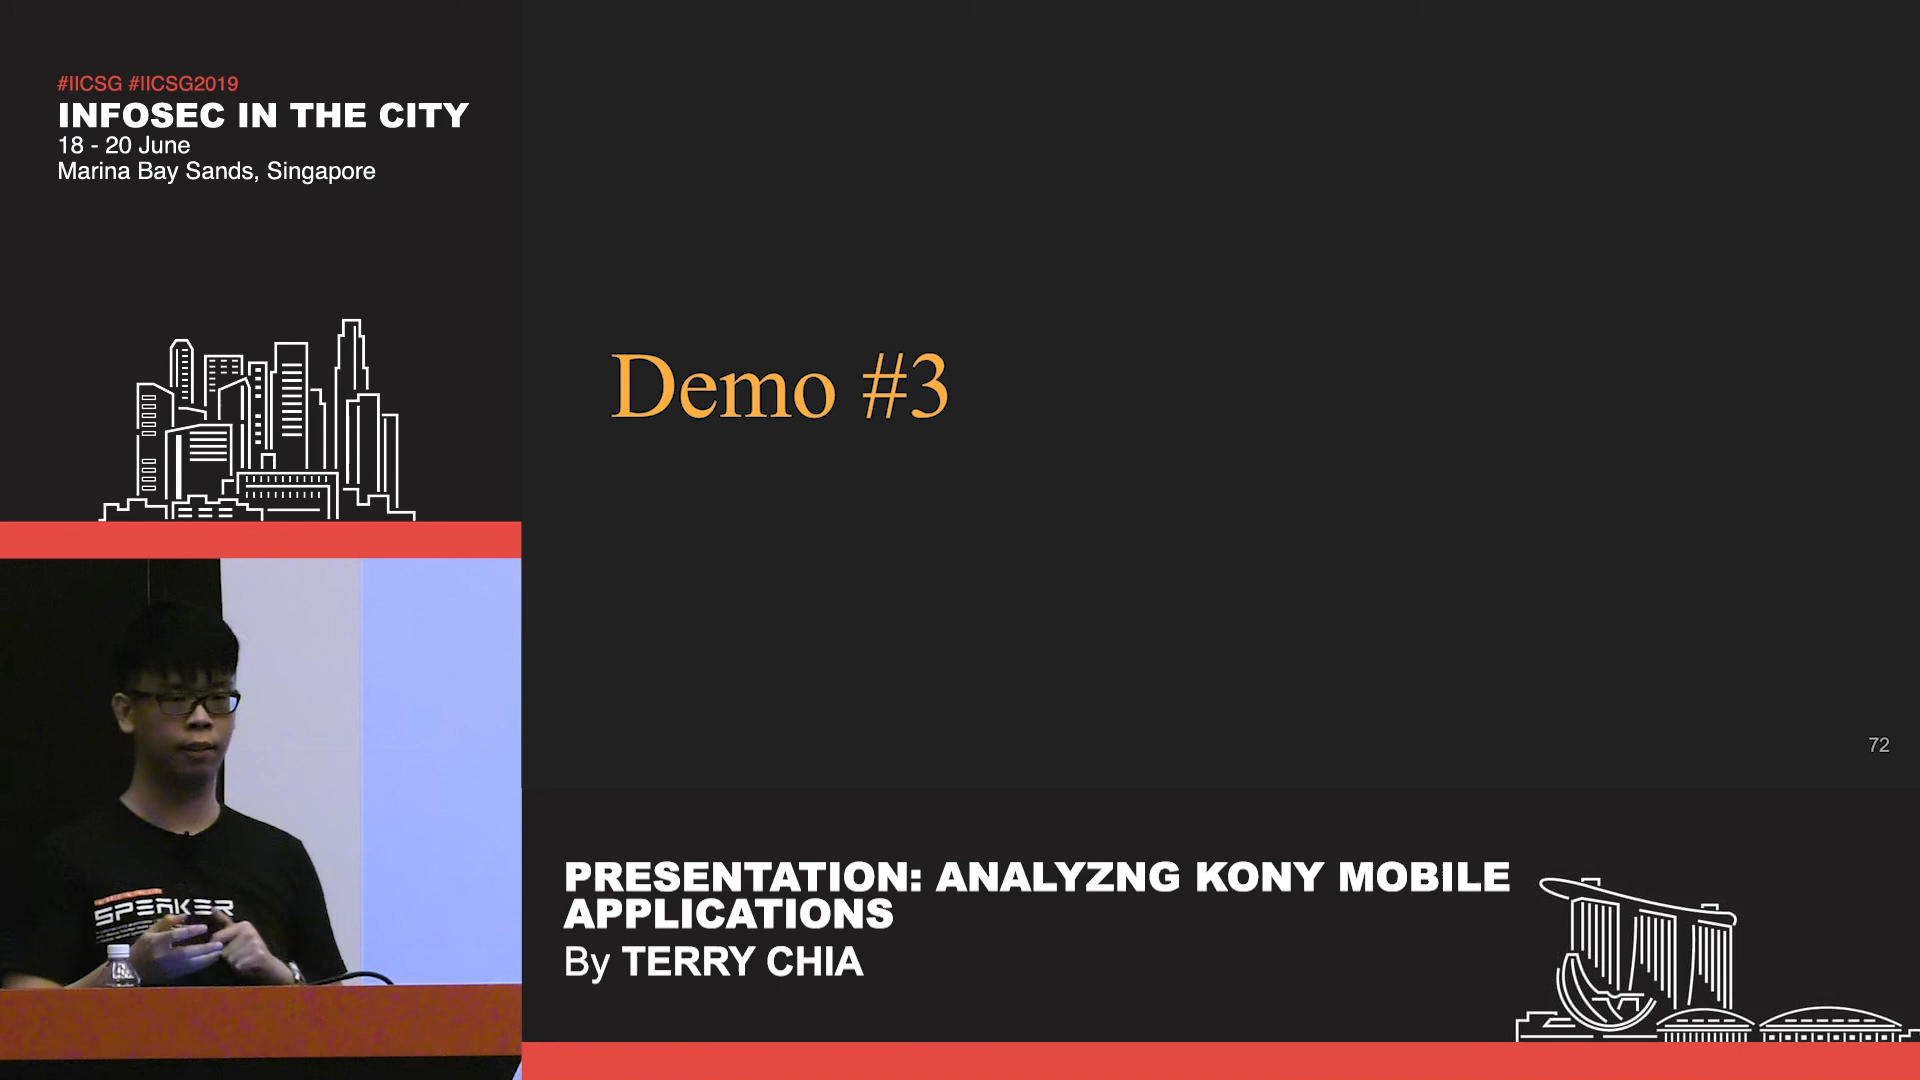 #IICSG #IICSG2019
INFOSEC IN THE CITY
18 - 20 June
Marina Bay Sands, Singapore
Demo #3
72
SPEAKER
PRESENTATION: ANALYZNG KONY MOBILE
APPLICATIONS
By TERRY CHIA